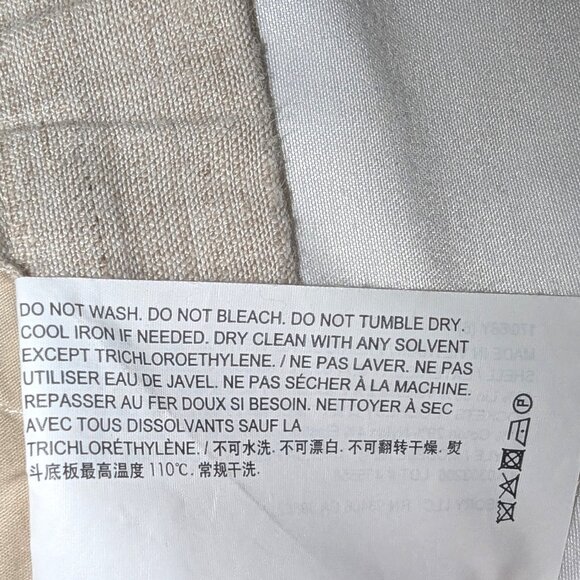 DO NOT WASH. DO NOT BLEACH. DO NOT TUMBLE DRY.
COOL IRON IF NEEDED. DRY CLEAN WITH ANY SOLVENT
EXCEPT TRICHLOROETHYLENE. / NE PAS LAVER. NE PAS
UTILISER EAU DE JAVEL. NE PAS SÉCHER À LA MACHINE.
REPASSER AU FER DOUX SI BESOIN. NETTOYER À SEC
AVEC TOUS DISSOLVANTS SAUF LA
TRICHLORÉTHYLÈNE. / 不可水洗. 不可漂白. 不可翻转干燥. 熨
斗底板最高温度 110℃. 常规干洗.
P